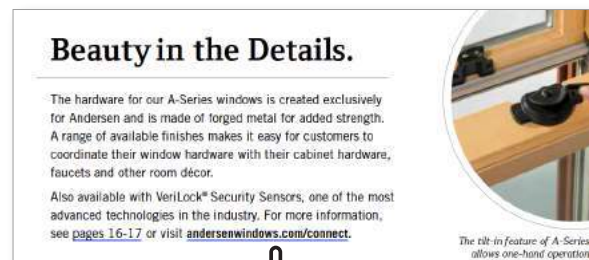 Beauty in the Details.
The hardware for our A-Series windows is created exclusively
for Andersen and is made of forged metal for added strength.
A range of available finishes makes it easy for customers to
coordinate their window hardware with their cabinet hardware,
faucets and other room décor.
Also available with VeriLock® Security Sensors, one of the most
advanced technologies in the industry. For more information,
see pages 16-17 or visit andersenwindows.com/connect.
The tilt-in feature of A-Series
allows one-hand operation